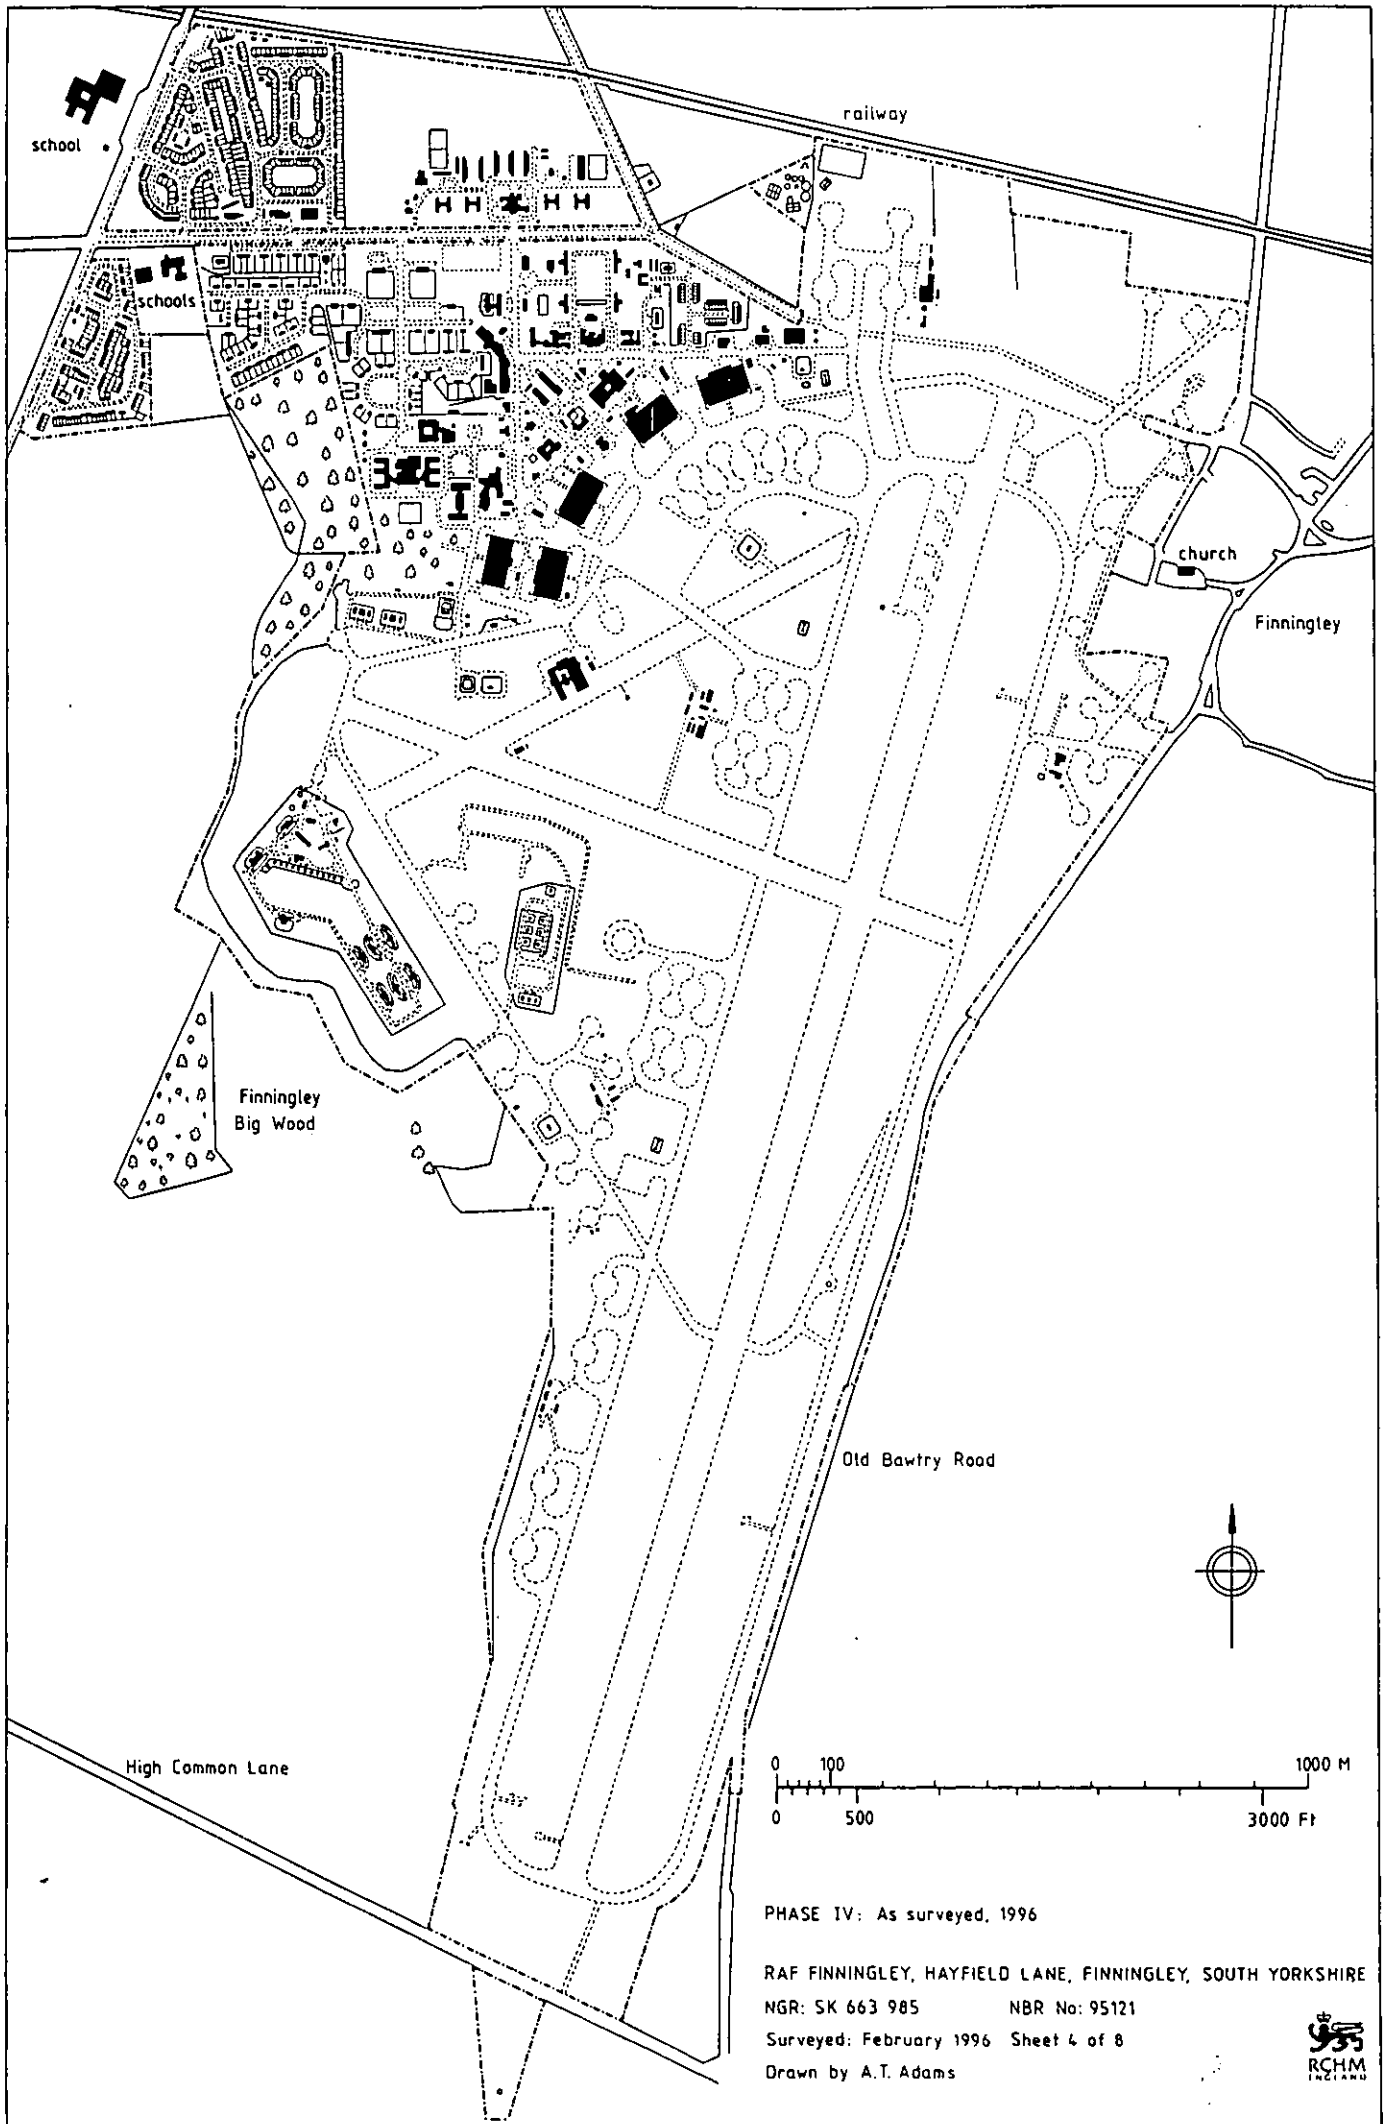 railway
school
schools
church
Finningley
Finningley
Big Wood
Old Bawtry Road
High Common Lane
0 100 1000 M
0 500 3000 Ft
PHASE IV: As surveyed, 1996
RAF FINNINGLEY, HAYFIELD LANE, FINNINGLEY, SOUTH YORKSHIRE
NGR: SK 663 985 NBR No: 95121
Surveyed: February 1996 Sheet 4 of 8
Drawn by A.T. Adams
RCHM
ENGLAND